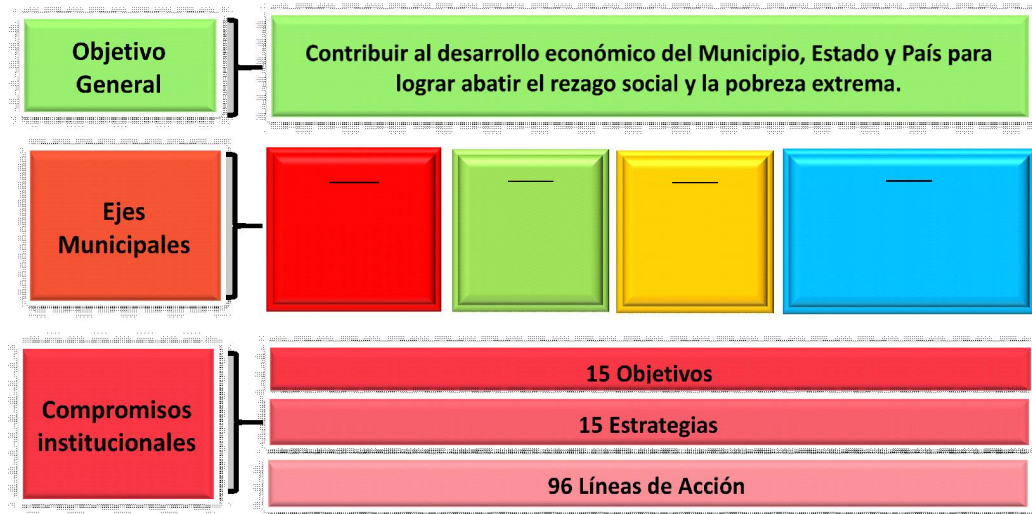 Objetivo
General
Contribuir al desarrollo económico del Municipio, Estado y País para
lograr abatir el rezago social y la pobreza extrema.
Ejes
Municipales
Compromisos
institucionales
15 Objetivos
15 Estrategias
96 Líneas de Acción